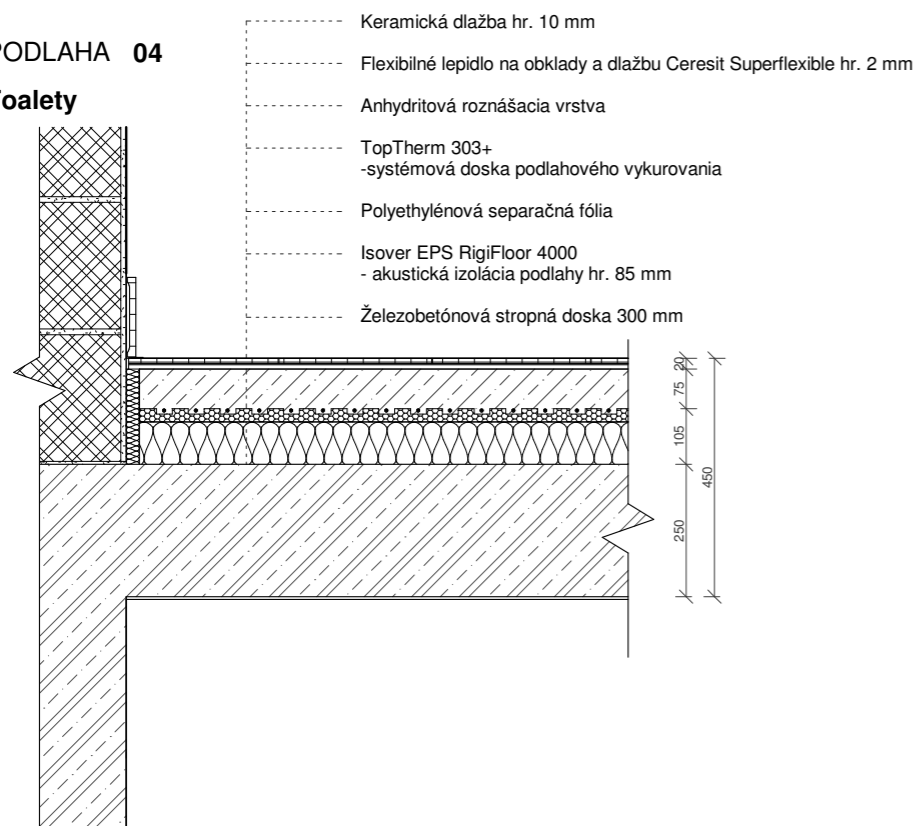 PODLAHA 04
Toalety
Keramická dlažba hr. 10 mm
Flexibilné lepidlo na obklady a dlažbu Ceresit Superflexible hr. 2 mm
Anhydritová roznášacia vrstva
TopTherm 303+
-systémová doska podlahového vykurovania
Polyethylénová separačná fólia
Isover EPS RigiFloor 4000
- akustická izolácia podlahy hr. 85 mm
Železobetónová stropná doska 300 mm
20
75
105
450
250